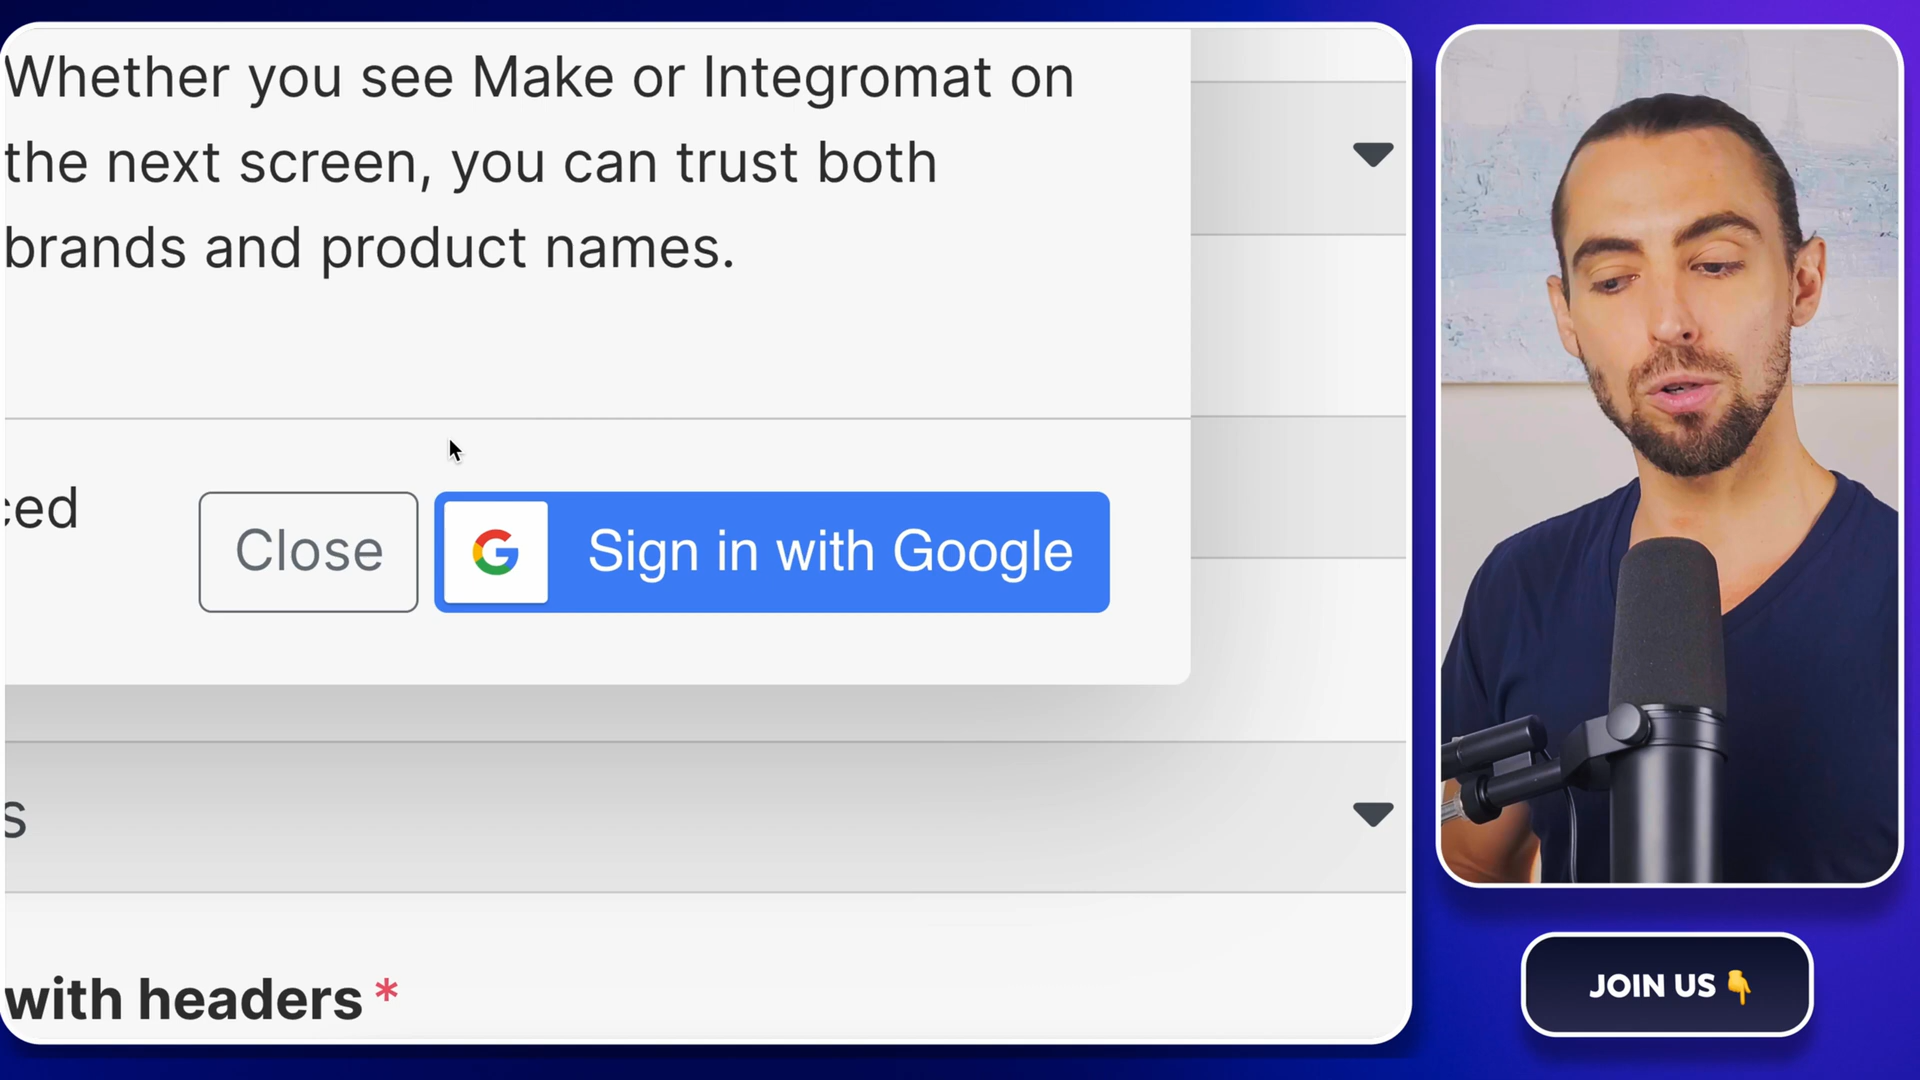 Whether you see Make or Integromat on
the next screen, you can trust both
brands and product names.
ced
Close
Sign in with Google
s
with headers *
JOIN US 👇